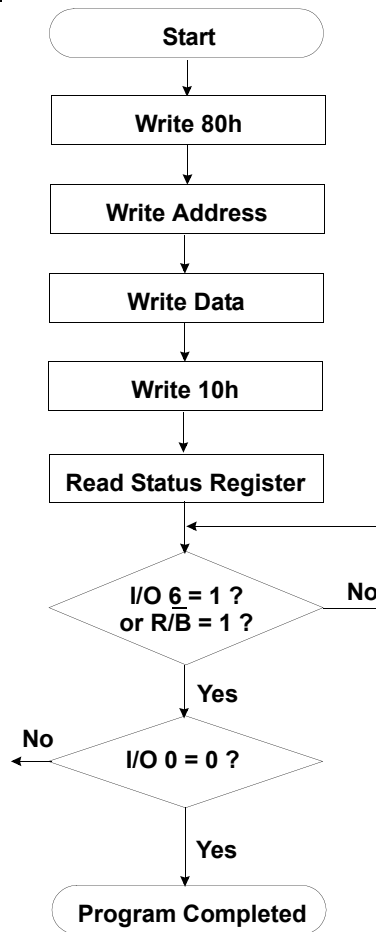 Start
Write 80h
Write Address
Write Data
Write 10h
Read Status Register
I/O 6 = 1 ?
or R/B = 1 ?
No
Yes
No
I/O 0 = 0 ?
Yes
Program Completed